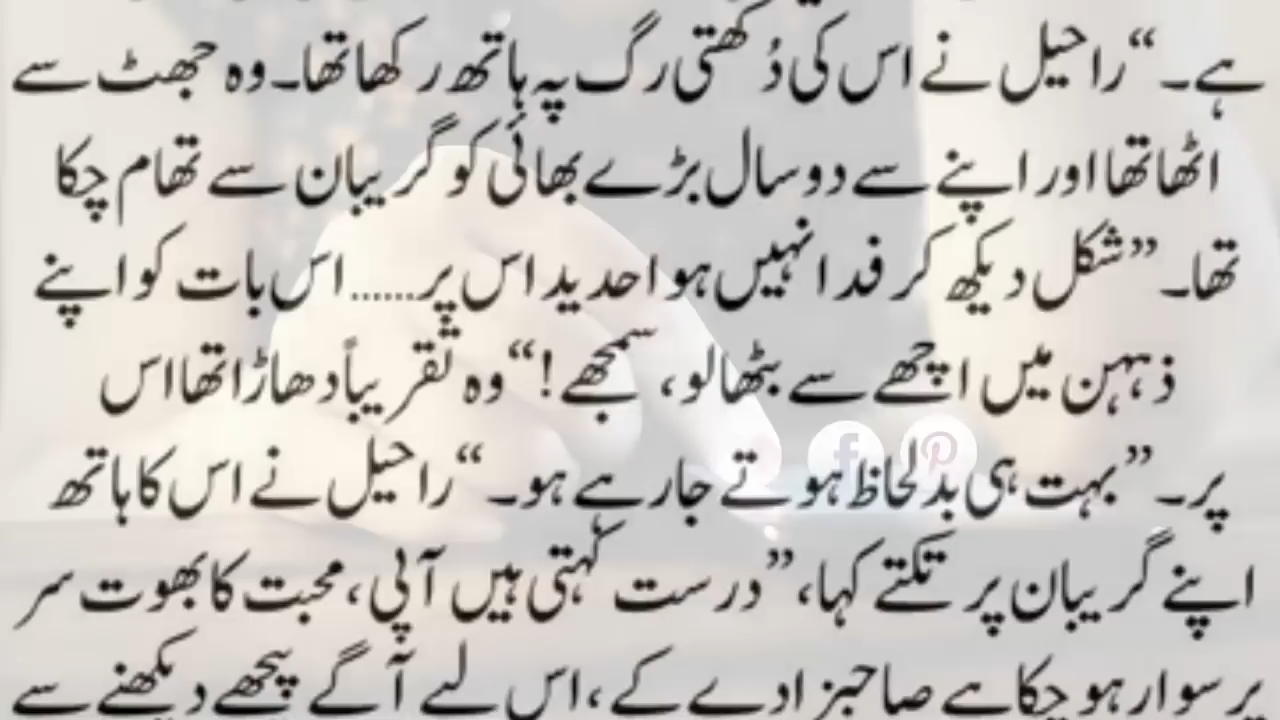 ہے۔“ راحیل نے اس کی دُکھتی رگ پہ ہاتھ رکھا تھا۔ وہ جھٹ سے
اٹھا تھا اور اپنے سے دو سال بڑے بھائی کو گریبان سے تھام چکا
تھا۔ ”شکل دیکھ کر فدا نہیں ہوا حدید اس پر...... اس بات کو اپنے
ذہن میں اچھے سے بٹھا لو، سمجھے!“ وہ تقریباً دھاڑا تھا اس
پر۔ ”بہت ہی بدلحاظ ہوتے جا رہے ہو۔“ راحیل نے اس کا ہاتھ
اپنے گریبان پر تکتے کہا، ”درست کہتی ہیں آپی، محبت کا بھوت سر
پر سوار ہو چکا ہے صاحبزادے کے، اس لیے آگے پیچھے دیکھنے سے